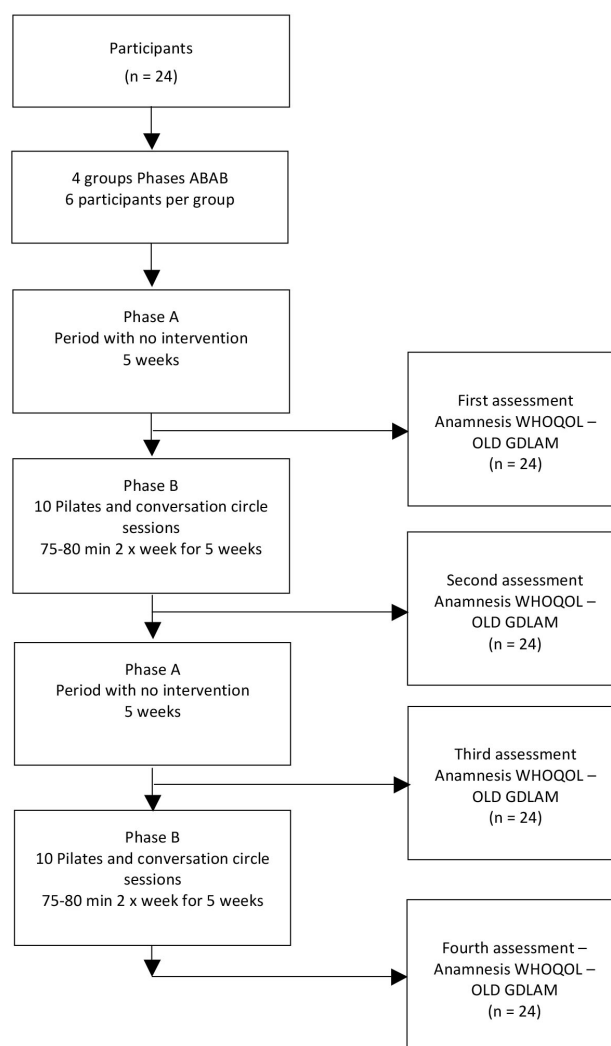 Participants
(n = 24)
4 groups Phases ABAB
6 participants per group
Phase A
Period with no intervention
5 weeks
First assessment
Anamnesis WHOQOL –
OLD GDLAM
(n = 24)
Phase B
10 Pilates and conversation circle
sessions
75-80 min 2 x week for 5 weeks
Second assessment
Anamnesis WHOQOL –
OLD GDLAM
(n = 24)
Phase A
Period with no intervention
5 weeks
Third assessment
Anamnesis WHOQOL –
OLD GDLAM
(n = 24)
Phase B
10 Pilates and conversation circle
sessions
75-80 min 2 x week for 5 weeks
Fourth assessment –
Anamnesis WHOQOL –
OLD GDLAM
(n = 24)